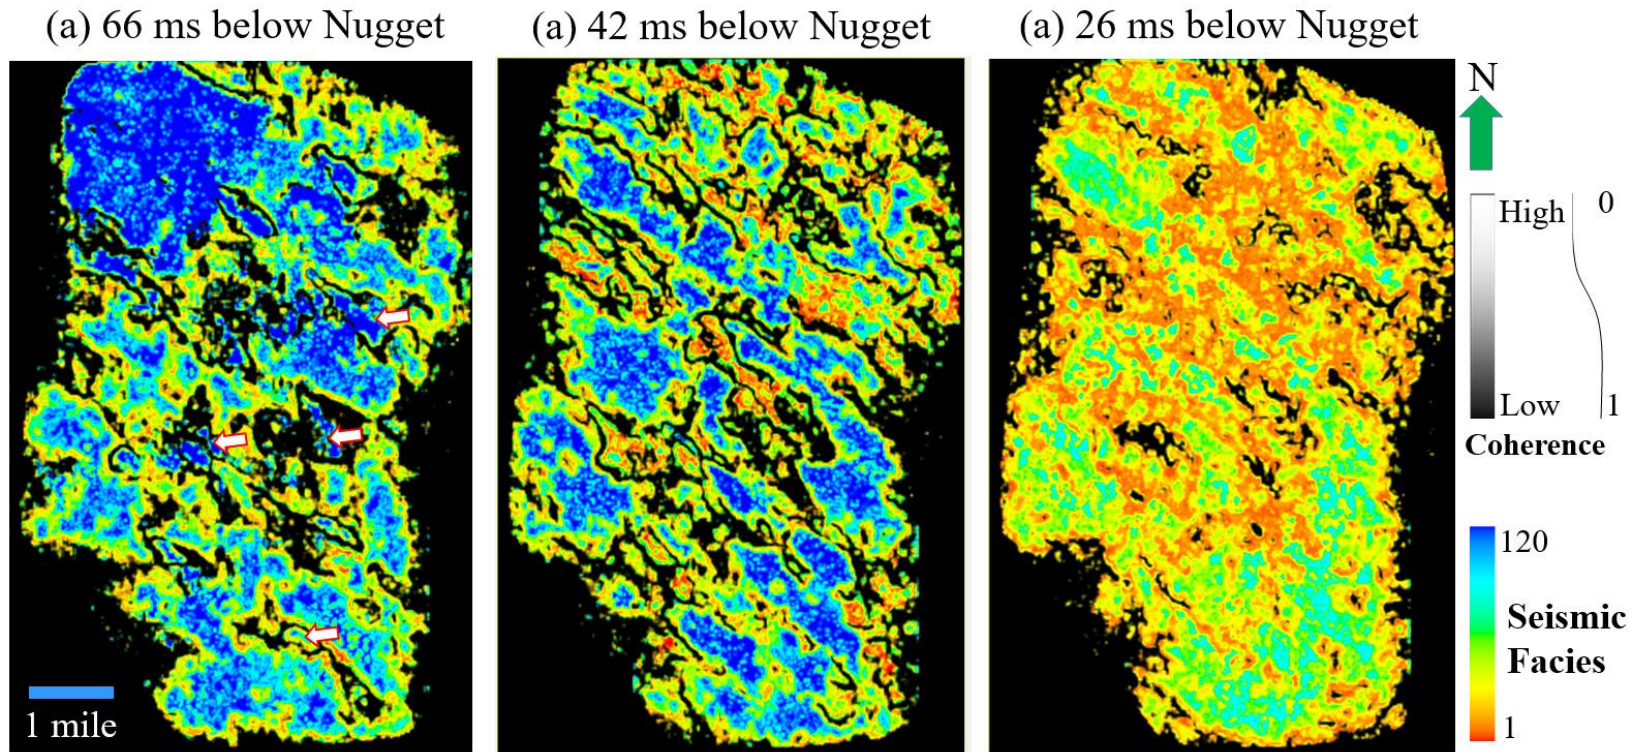 (a) 66 ms below Nugget
(a) 42 ms below Nugget
(a) 26 ms below Nugget
N
High
0
Low
1
Coherence
120
Seismic
Facies
1
1 mile